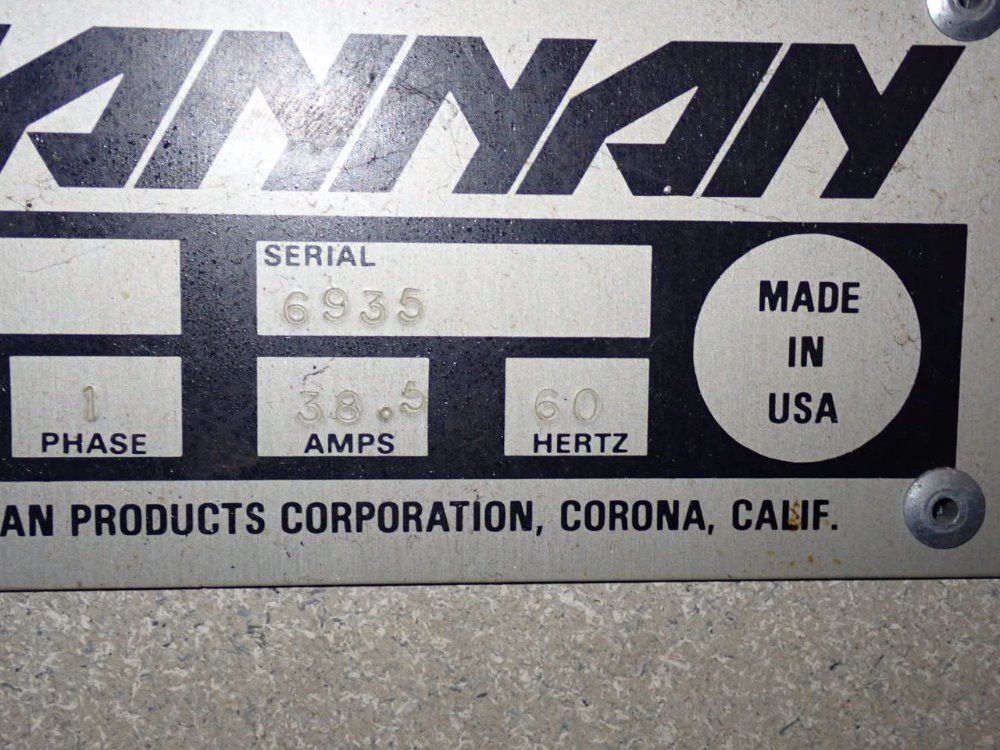 ANNAN
SERIAL
6935
1
PHASE
38.5
AMPS
60
HERTZ
MADE
IN
USA
AN PRODUCTS CORPORATION, CORONA, CALIF.